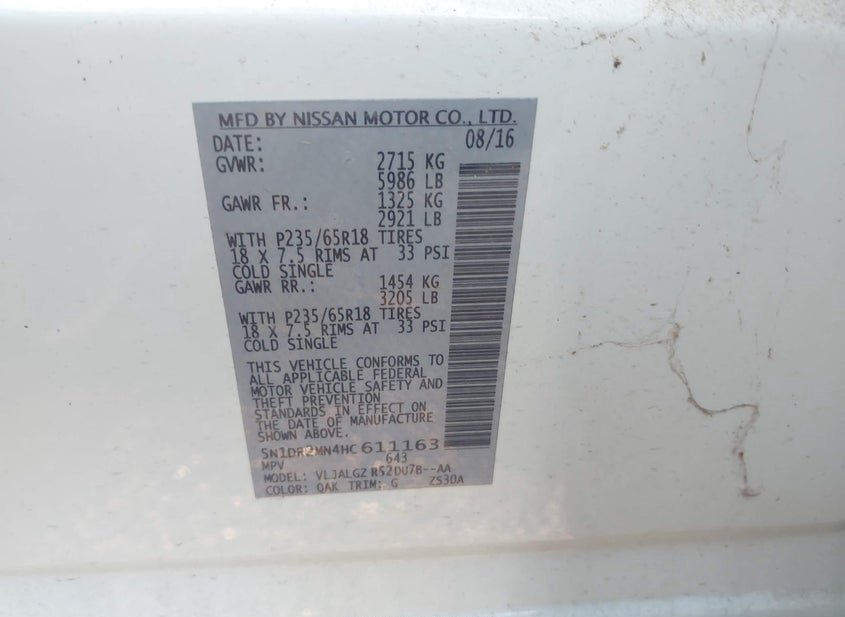 MFD BY NISSAN MOTOR CO., LTD.
DATE: 08/16
GVWR: 2715 KG
5986 LB
GAWR FR.: 1325 KG
2921 LB
WITH P235/65R18 TIRES
18 X 7.5 RIMS AT 33 PSI
COLD SINGLE
GAWR RR.: 1454 KG
3205 LB
WITH P235/65R18 TIRES
18 X 7.5 RIMS AT 33 PSI
COLD SINGLE
THIS VEHICLE CONFORMS TO
ALL APPLICABLE FEDERAL
MOTOR VEHICLE SAFETY AND
THEFT PREVENTION
STANDARDS IN EFFECT ON
THE DATE OF MANUFACTURE
SHOWN ABOVE.
5N1DR2MN4HC611163
MPV 643
MODEL: VLJALGZ R52DU7B--AA
COLOR: QAK TRIM: G ZS30A